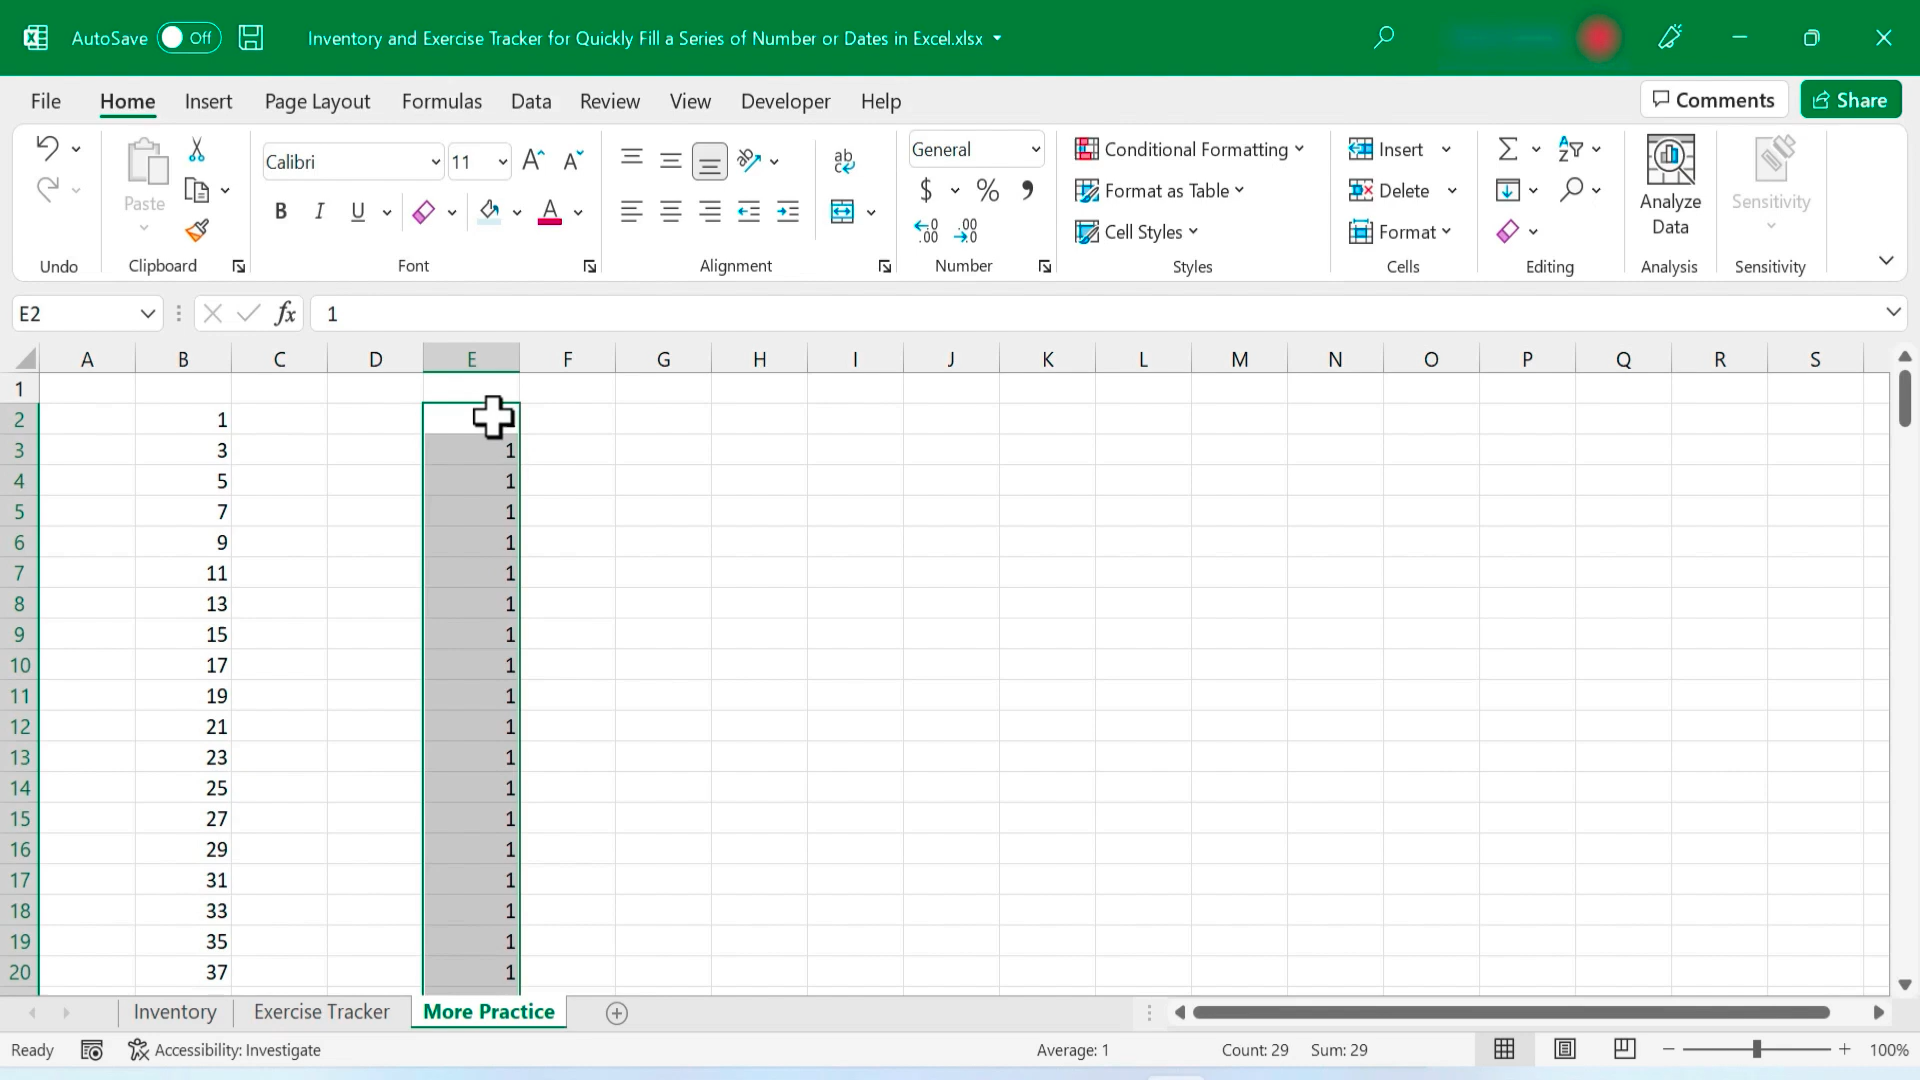 AutoSave Off Inventory and Exercise Tracker for Quickly Fill a Series of Number or Dates in Excel.xlsx
File Home Insert Page Layout Formulas Data Review View Developer Help Comments Share
Calibri 11 General Conditional Formatting Insert
Paste Format as Table Delete Analyze Data Sensitivity
B I U A $ % Cell Styles Format
Undo Clipboard Font Alignment Number Styles Cells Editing Analysis Sensitivity
E2 fx 1
A B C D E F G H I J K L M N O P Q R S
1
2 1
3 3 1
4 5 1
5 7 1
6 9 1
7 11 1
8 13 1
9 15 1
10 17 1
11 19 1
12 21 1
13 23 1
14 25 1
15 27 1
16 29 1
17 31 1
18 33 1
19 35 1
20 37 1
Inventory Exercise Tracker More Practice
Ready Accessibility: Investigate Average: 1 Count: 29 Sum: 29 100%